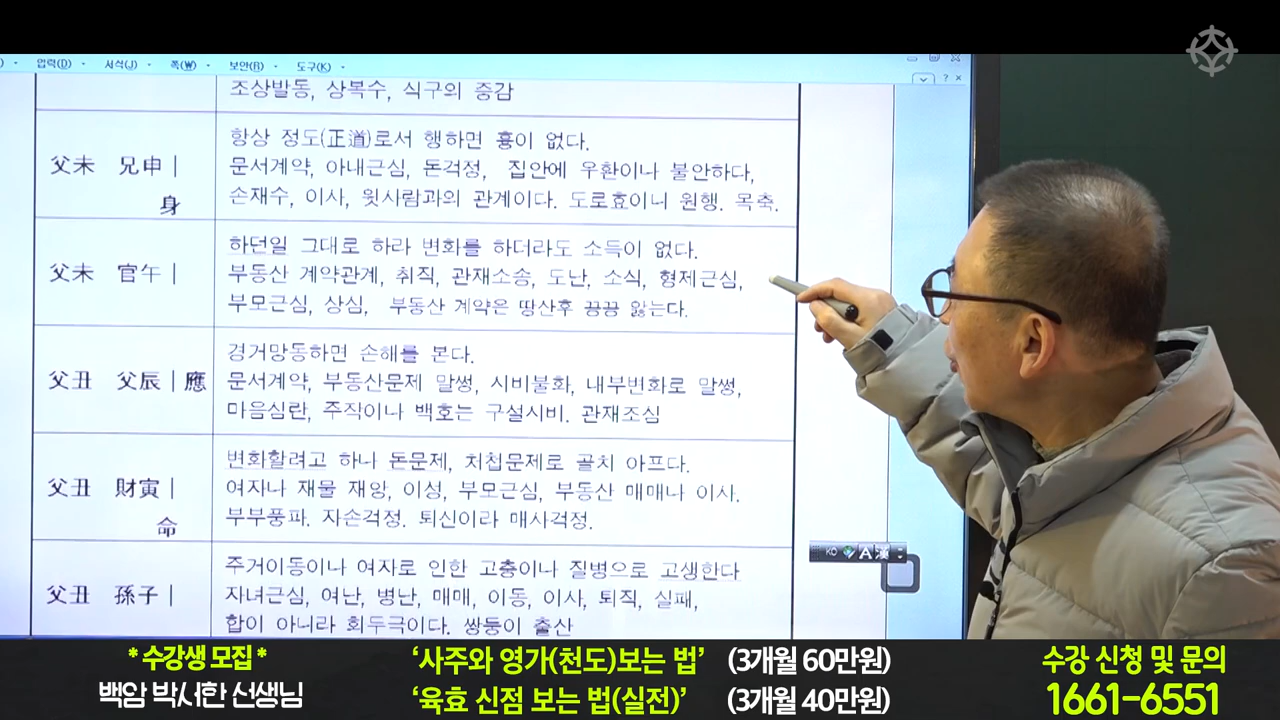 입력(D) 서식(J) 쪽(W) 보안(B) 도구(K)
조상발동, 상복수, 식구의 증감
父未 兄申 |
身
항상 정도(正道)로서 행하면 흉이 없다.
문서계약, 아내근심, 돈걱정, 집안에 우환이나 불안하다,
손재수, 이사, 윗사람과의 관계이다. 도로효이니 원행. 목축.
父未 官午 |
하던일 그대로 하라 변화를 하더라도 소득이 없다.
부동산 계약관계, 취직, 관재소송, 도난, 소식, 형제근심,
부모근심, 상심, 부동산 계약은 땅산후 끙끙 앓는다.
父丑 父辰 | 應
경거망동하면 손해를 본다.
문서계약, 부동산문제 말썽, 시비불화, 내부변화로 말썽,
마음심란, 주직이나 백호는 구설시비. 관재조심
父丑 財寅 |
命
변화할려고 하나 돈문제, 처첩문제로 골치 아프다.
여자나 재물 재앙, 이성, 부모근심, 부동산 매매나 이사.
부부풍파. 자손걱정. 퇴신이라 매사걱정.
父丑 孫子 |
주거이동이나 여자로 인한 고충이나 질병으로 고생한다
자녀근심, 여난, 병난, 매매, 이동, 이사, 퇴직, 실패,
합이 아니라 회두극이다. 쌍둥이 출산
KO A漢
* 수강생 모집 *
백암 박시한 선생님
‘사주와 영가(천도)보는 법’ (3개월 60만원)
‘육효 신점 보는 법(실전)’ (3개월 40만원)
수강 신청 및 문의
1661-6551